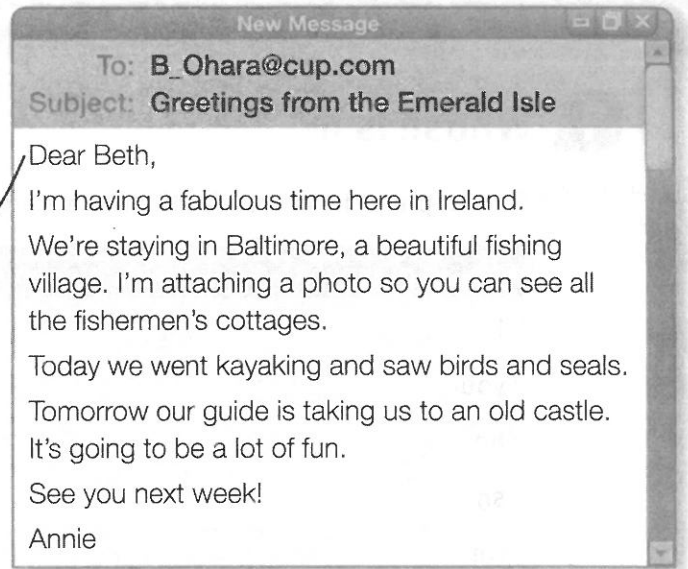 New Message
To: B_Ohara@cup.com
Subject: Greetings from the Emerald Isle
Dear Beth,
I'm having a fabulous time here in Ireland.
We're staying in Baltimore, a beautiful fishing
village. I'm attaching a photo so you can see all
the fishermen's cottages.
Today we went kayaking and saw birds and seals.
Tomorrow our guide is taking us to an old castle.
It's going to be a lot of fun.
See you next week!
Annie